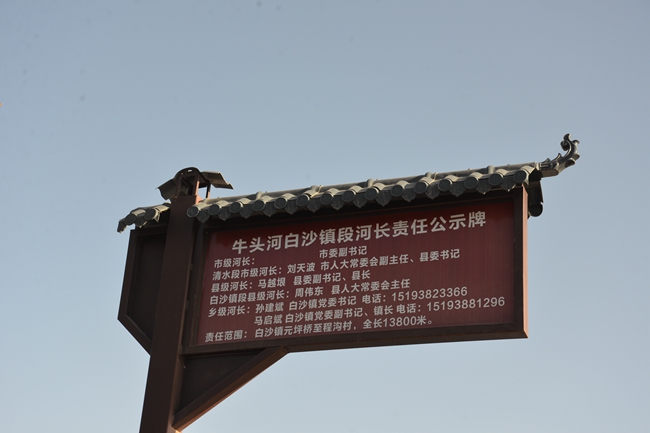 牛头河白沙镇段河长责任公示牌
市级河长： 市委副书记
清水段市级河长：刘天波 市人大常委会副主任、县委书记
县级河长：马越垠 县委副书记、县长
白沙镇段县级河长：周伟东 县人大常委会主任
乡级河长：孙建斌 白沙镇党委书记 电话：15193823366
马启斌 白沙镇党委副书记、镇长 电话：15193881296
责任范围：白沙镇元坪桥至程沟村，全长13800米。